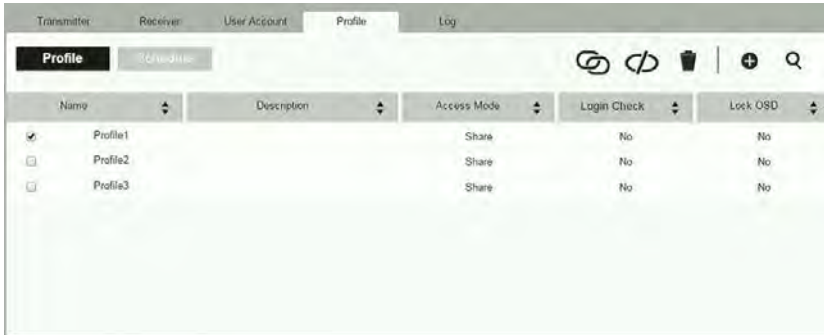 Transmitter Receiver User Account Profile Log
Profile Schedule
Name Description Access Mode Login Check Lock OSD
Profile1 Share No No
Profile2 Share No No
Profile3 Share No No